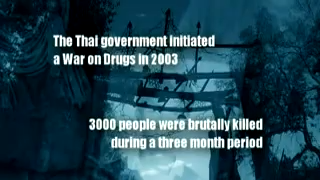 The Thai government initiated
a War on Drugs in 2003
3000 people were brutally killed
during a three month period